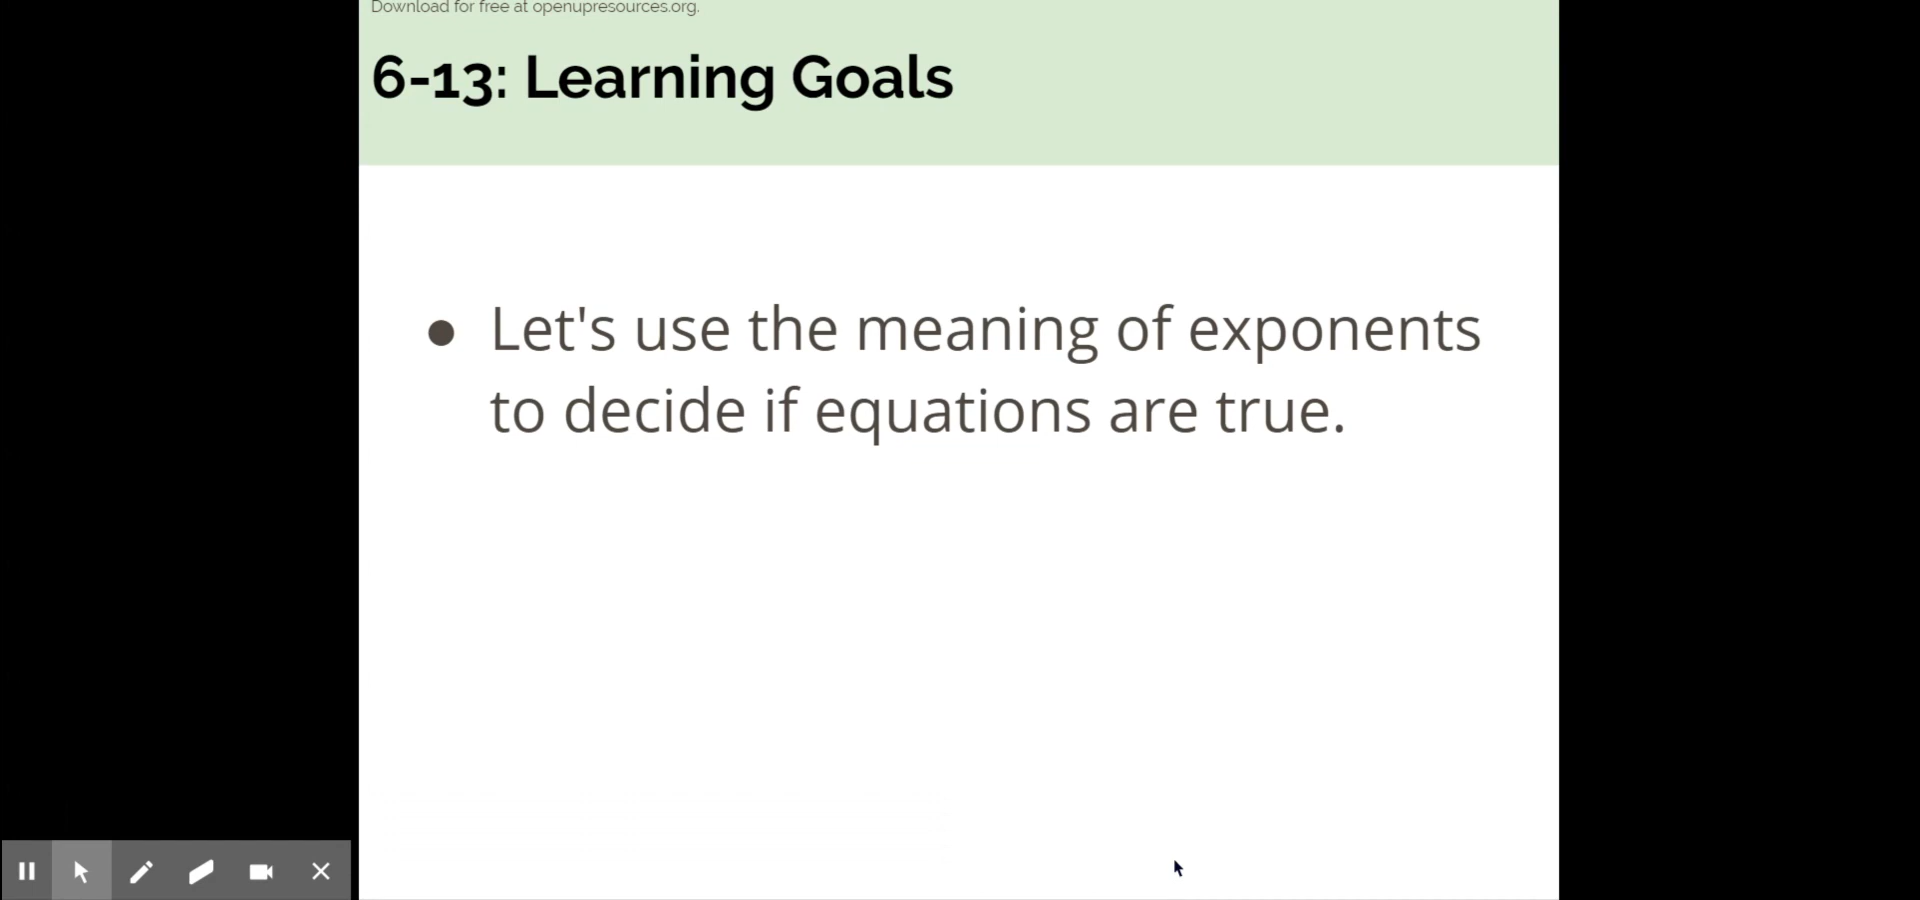 Download for free at openupresources.org.
6-13: Learning Goals
● Let's use the meaning of exponents
to decide if equations are true.